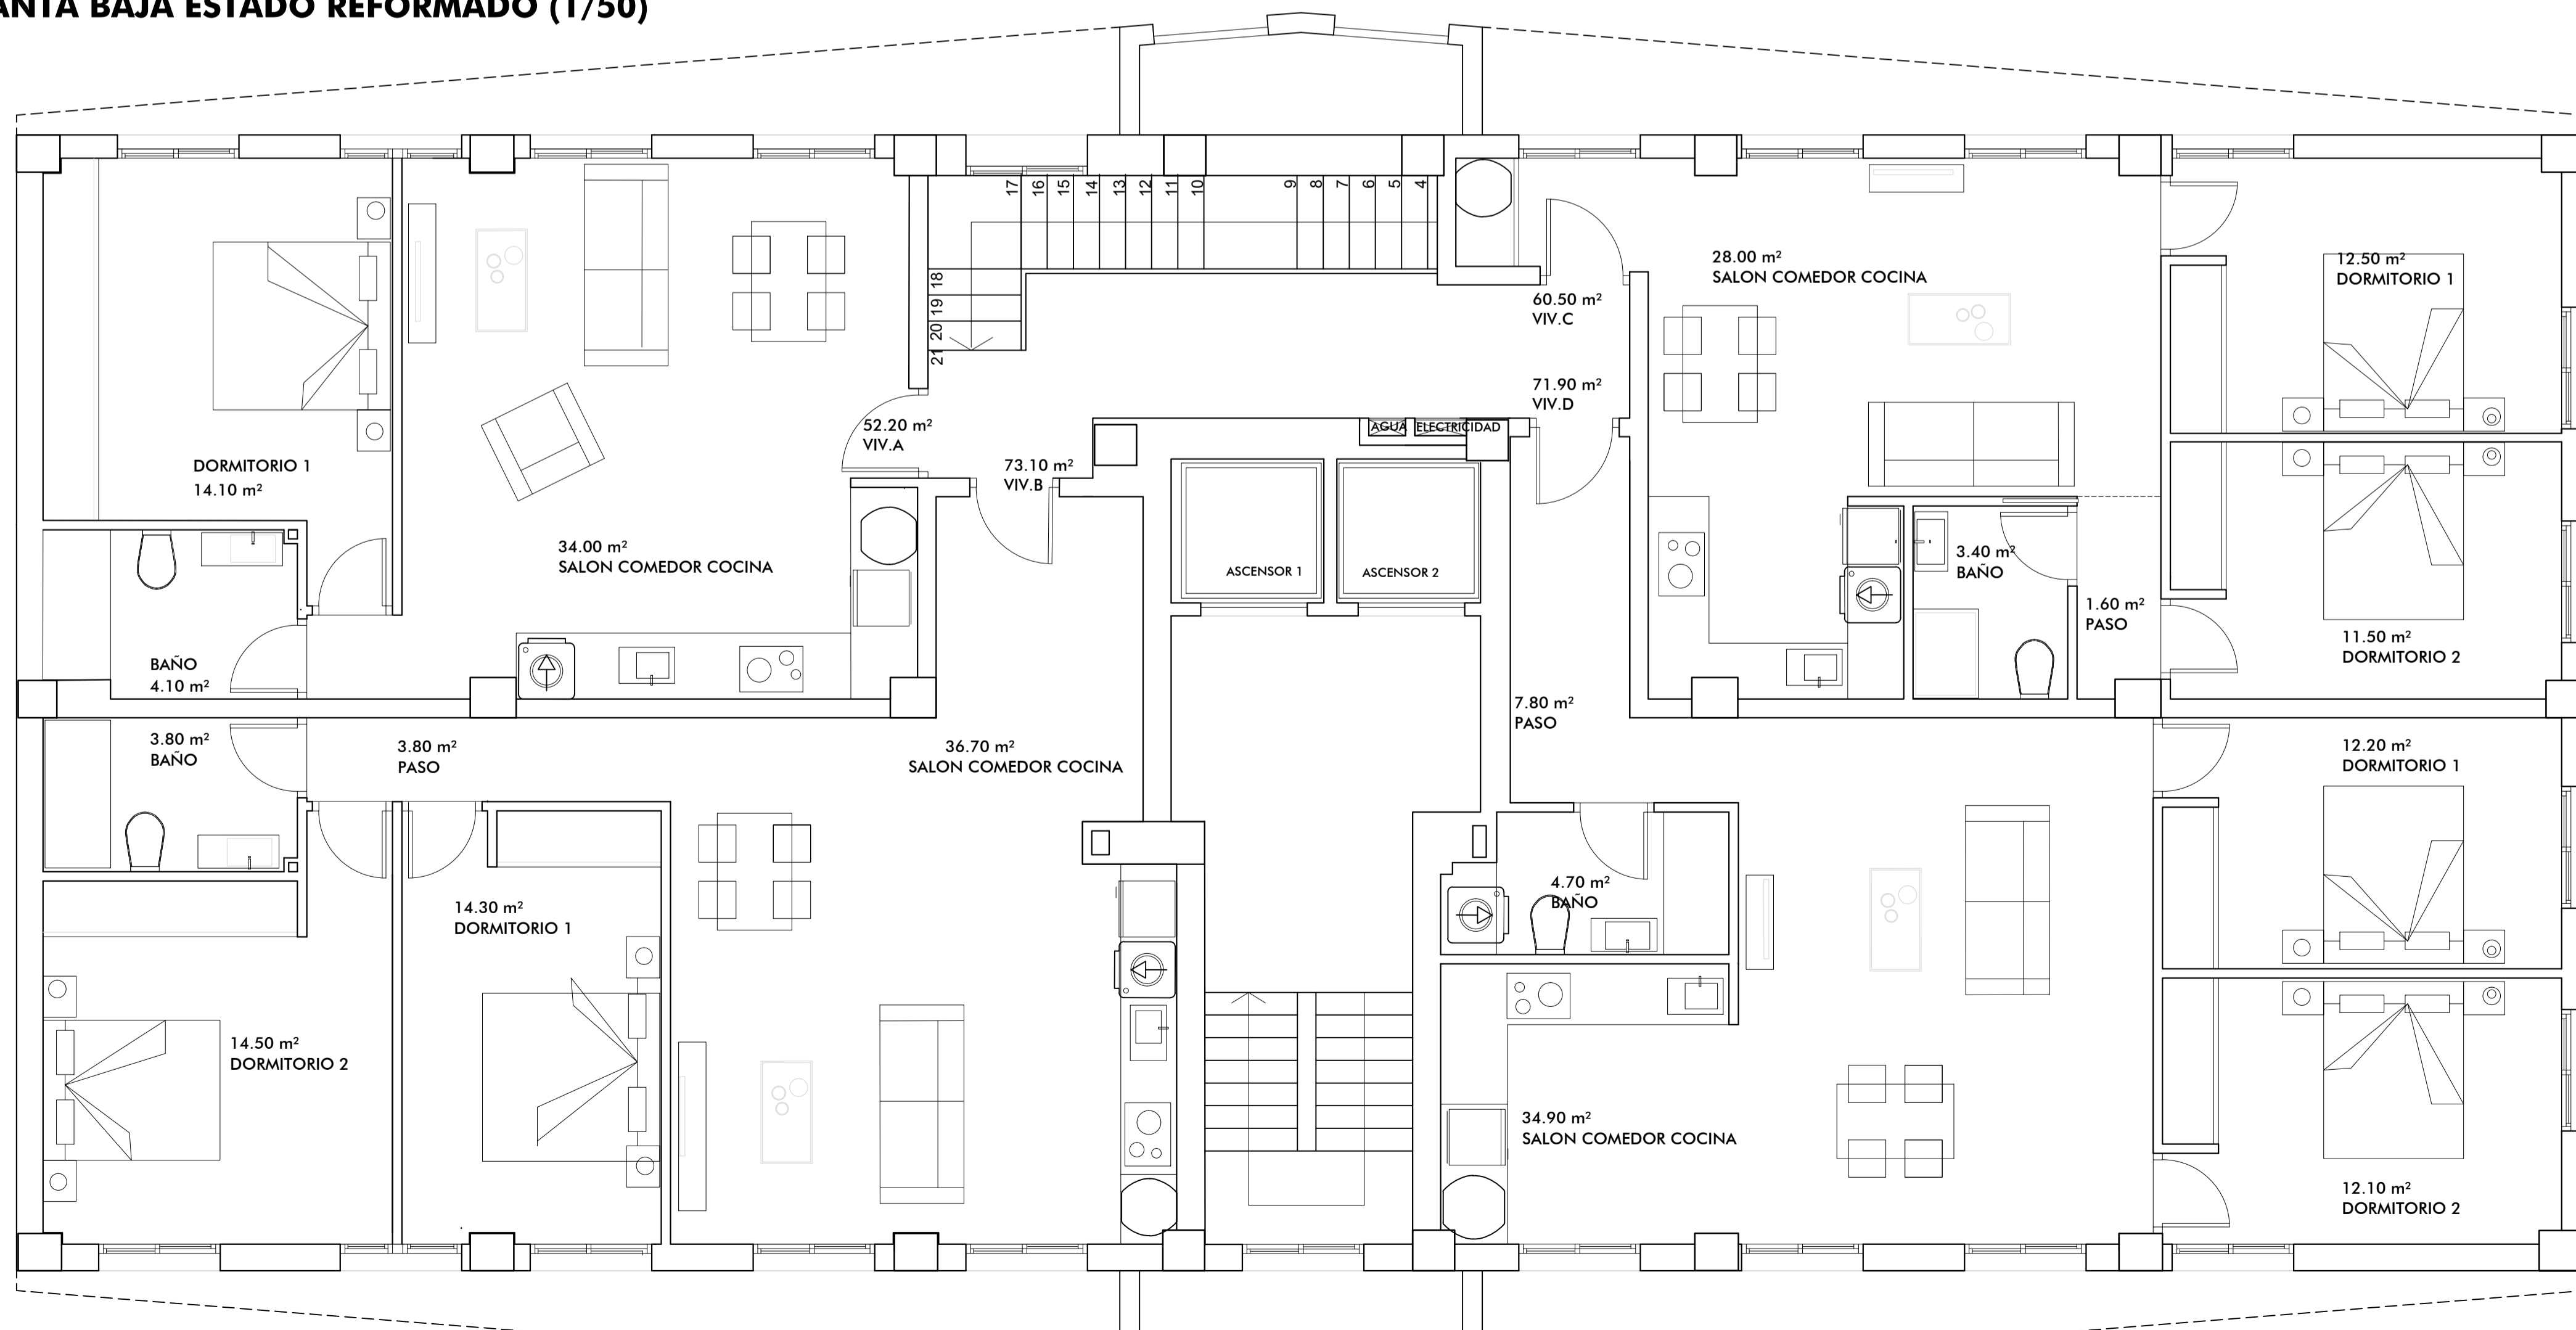 ANTA BAJA ESTADO REFORMADO (1/50)
17
16
15
14
13
12
11
10
9
8
7
6
5
4
18
19
20
21
28.00 m²
SALON COMEDOR COCINA
12.50 m²
DORMITORIO 1
60.50 m²
VIV.C
71.90 m²
VIV.D
52.20 m²
VIV.A
AGUA
ELECTRICIDAD
DORMITORIO 1
14.10 m²
73.10 m²
VIV.B
34.00 m²
SALON COMEDOR COCINA
ASCENSOR 1
ASCENSOR 2
3.40 m²
BAÑO
1.60 m²
PASO
11.50 m²
DORMITORIO 2
BAÑO
4.10 m²
7.80 m²
PASO
3.80 m²
BAÑO
3.80 m²
PASO
36.70 m²
SALON COMEDOR COCINA
12.20 m²
DORMITORIO 1
14.30 m²
DORMITORIO 1
4.70 m²
BAÑO
14.50 m²
DORMITORIO 2
34.90 m²
SALON COMEDOR COCINA
12.10 m²
DORMITORIO 2